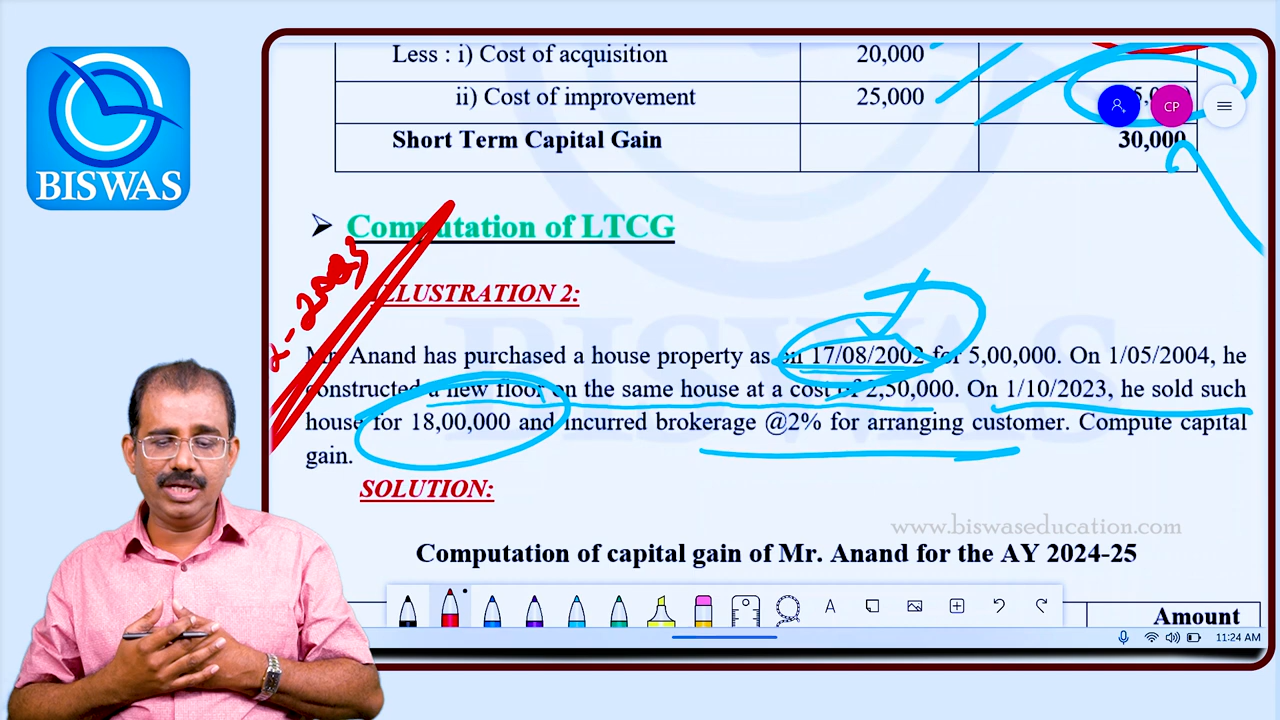 BISWAS
Less : i) Cost of acquisition 20,000
ii) Cost of improvement 25,000
CP
Short Term Capital Gain 30,000
➢ Computation of LTCG
ILLUSTRATION 2:
Mr. Anand has purchased a house property as on 17/08/2002 for 5,00,000. On 1/05/2004, he
constructed a new floor on the same house at a cost of 2,50,000. On 1/10/2023, he sold such
house for 18,00,000 and incurred brokerage @2% for arranging customer. Compute capital
gain.
SOLUTION:
www.biswaseducation.com
Computation of capital gain of Mr. Anand for the AY 2024-25
A
Amount
11:24 AM